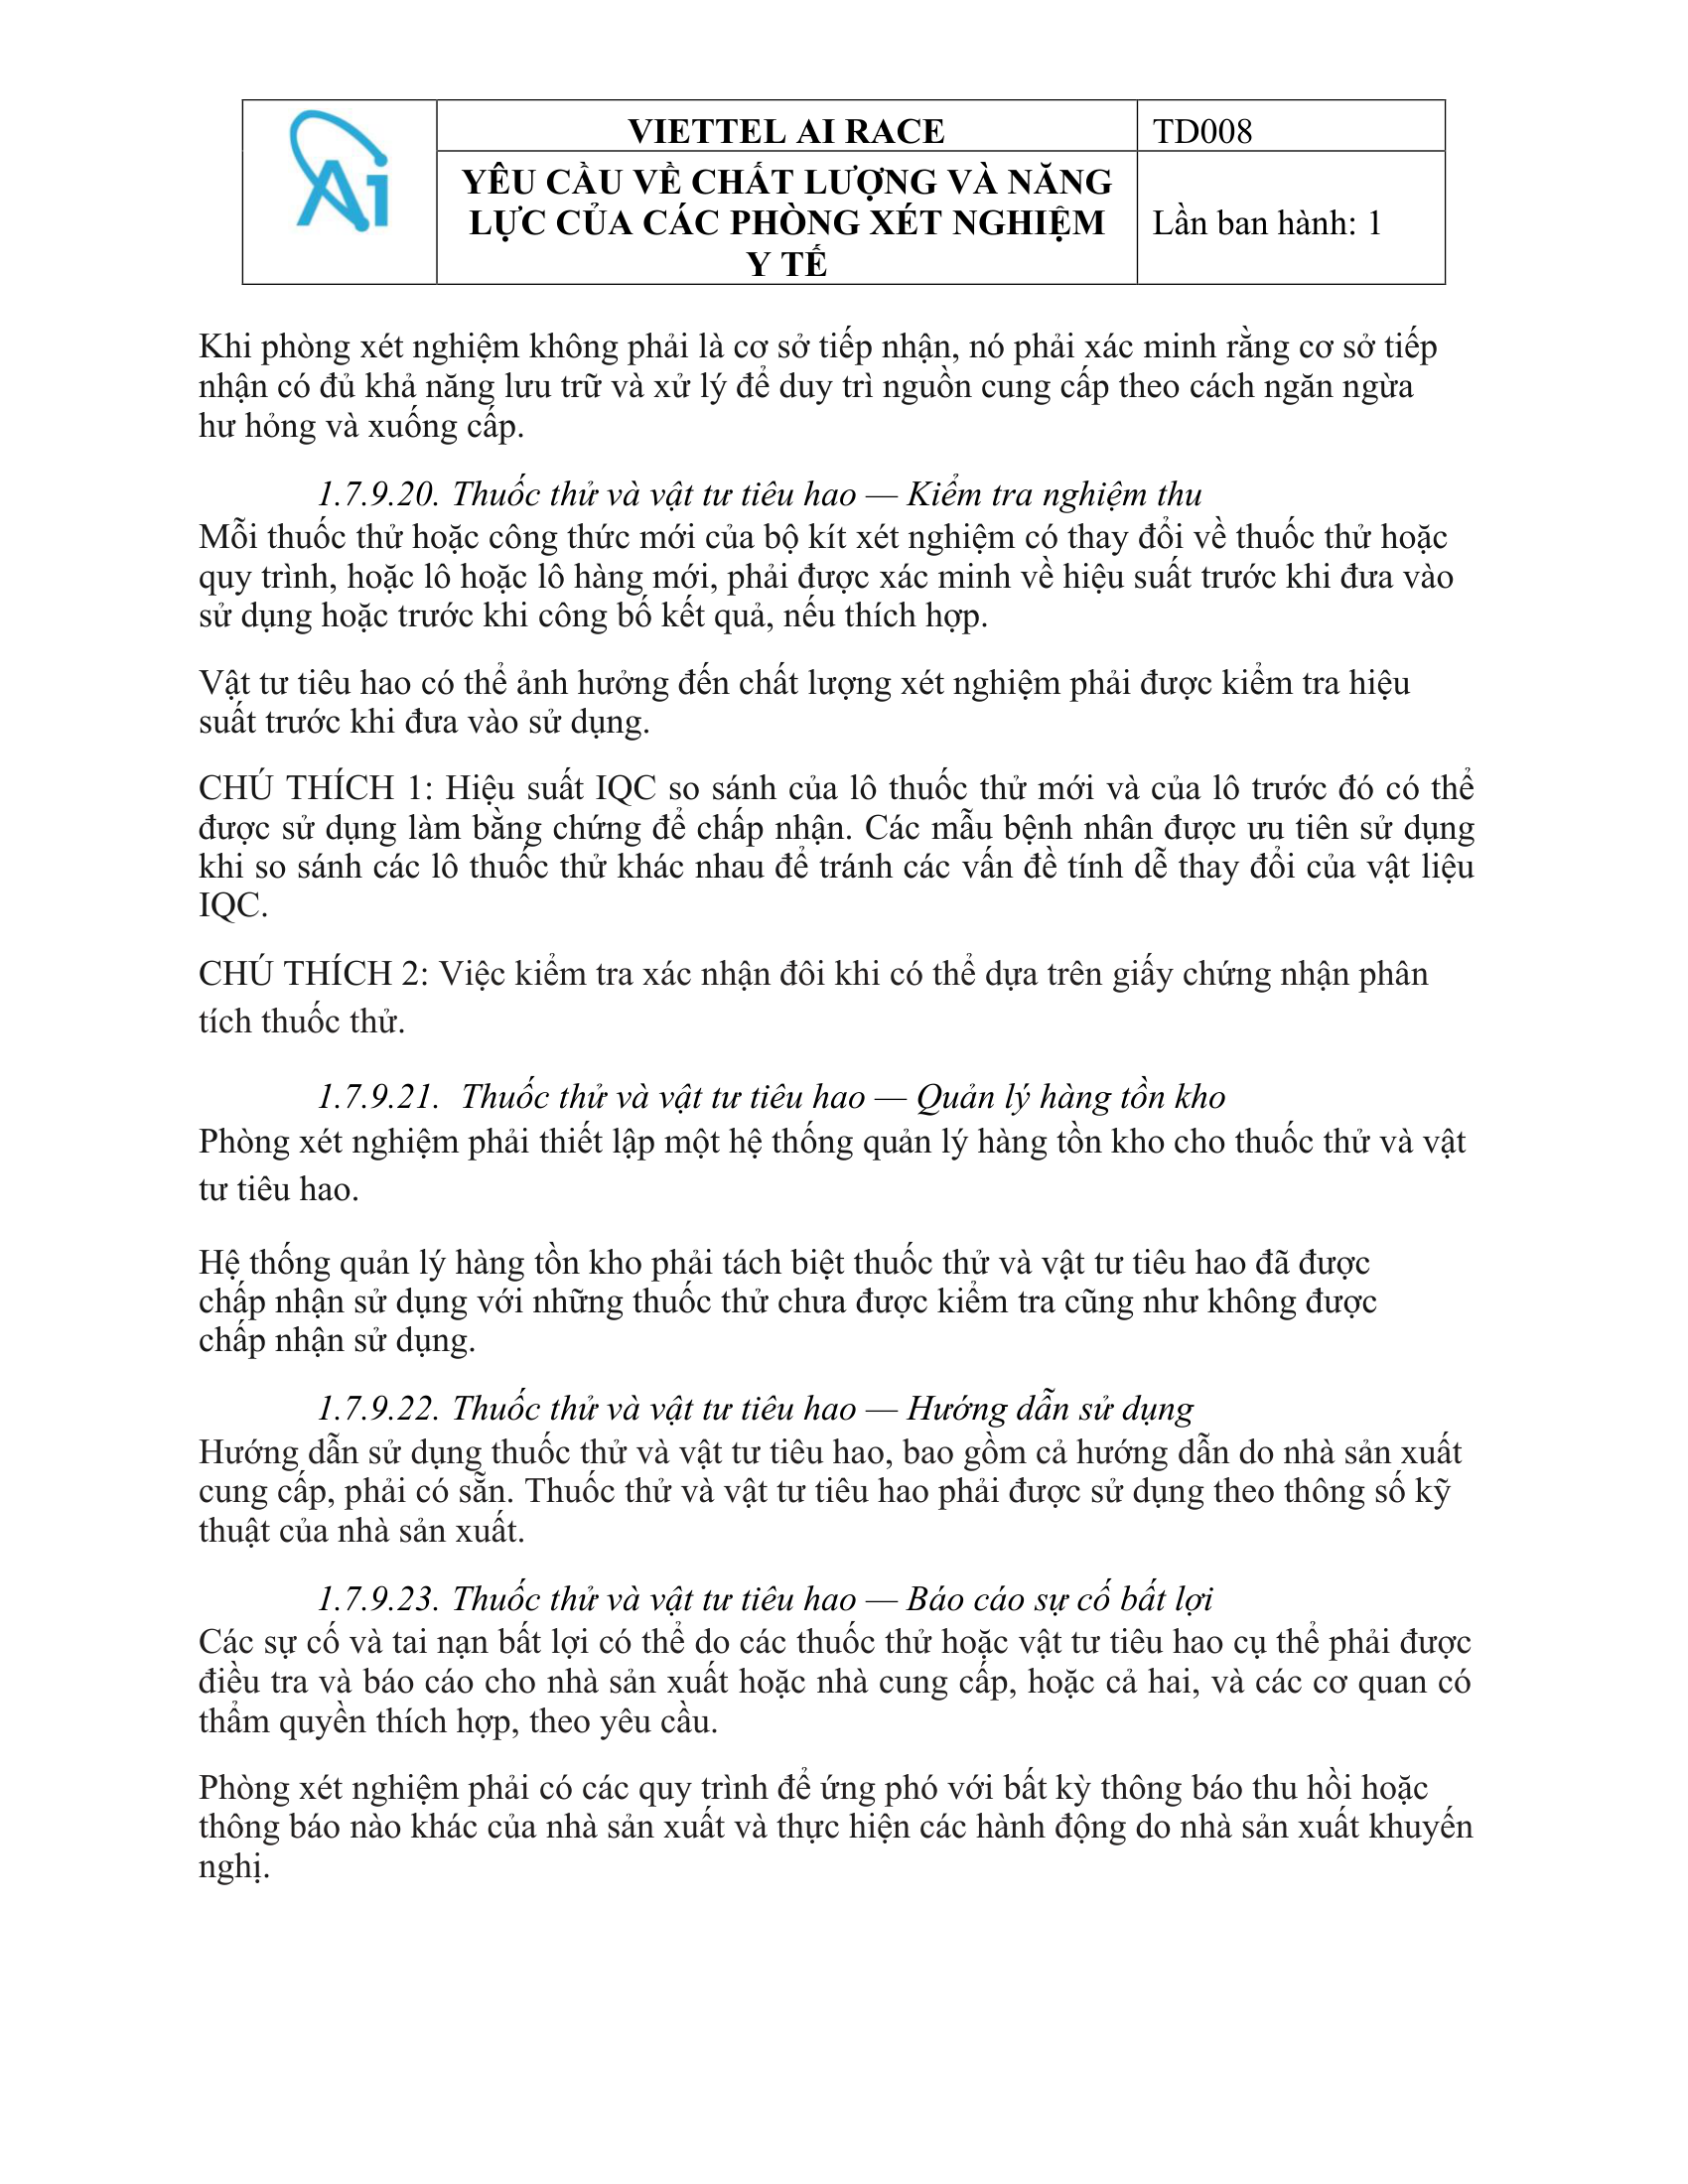 Ai
VIETTEL AI RACE
TD008
YÊU CẦU VỀ CHẤT LƯỢNG VÀ NĂNG
LỰC CỦA CÁC PHÒNG XÉT NGHIỆM
Y TẾ
Lần ban hành: 1
Khi phòng xét nghiệm không phải là cơ sở tiếp nhận, nó phải xác minh rằng cơ sở tiếp
nhận có đủ khả năng lưu trữ và xử lý để duy trì nguồn cung cấp theo cách ngăn ngừa
hư hỏng và xuống cấp.
1.7.9.20. Thuốc thử và vật tư tiêu hao — Kiểm tra nghiệm thu
Mỗi thuốc thử hoặc công thức mới của bộ kít xét nghiệm có thay đổi về thuốc thử hoặc
quy trình, hoặc lô hoặc lô hàng mới, phải được xác minh về hiệu suất trước khi đưa vào
sử dụng hoặc trước khi công bố kết quả, nếu thích hợp.
Vật tư tiêu hao có thể ảnh hưởng đến chất lượng xét nghiệm phải được kiểm tra hiệu
suất trước khi đưa vào sử dụng.
CHÚ THÍCH 1: Hiệu suất IQC so sánh của lô thuốc thử mới và của lô trước đó có thể
được sử dụng làm bằng chứng để chấp nhận. Các mẫu bệnh nhân được ưu tiên sử dụng
khi so sánh các lô thuốc thử khác nhau để tránh các vấn đề tính dễ thay đổi của vật liệu
IQC.
CHÚ THÍCH 2: Việc kiểm tra xác nhận đôi khi có thể dựa trên giấy chứng nhận phân
tích thuốc thử.
1.7.9.21. Thuốc thử và vật tư tiêu hao — Quản lý hàng tồn kho
Phòng xét nghiệm phải thiết lập một hệ thống quản lý hàng tồn kho cho thuốc thử và vật
tư tiêu hao.
Hệ thống quản lý hàng tồn kho phải tách biệt thuốc thử và vật tư tiêu hao đã được
chấp nhận sử dụng với những thuốc thử chưa được kiểm tra cũng như không được
chấp nhận sử dụng.
1.7.9.22. Thuốc thử và vật tư tiêu hao — Hướng dẫn sử dụng
Hướng dẫn sử dụng thuốc thử và vật tư tiêu hao, bao gồm cả hướng dẫn do nhà sản xuất
cung cấp, phải có sẵn. Thuốc thử và vật tư tiêu hao phải được sử dụng theo thông số kỹ
thuật của nhà sản xuất.
1.7.9.23. Thuốc thử và vật tư tiêu hao — Báo cáo sự cố bất lợi
Các sự cố và tai nạn bất lợi có thể do các thuốc thử hoặc vật tư tiêu hao cụ thể phải được
điều tra và báo cáo cho nhà sản xuất hoặc nhà cung cấp, hoặc cả hai, và các cơ quan có
thẩm quyền thích hợp, theo yêu cầu.
Phòng xét nghiệm phải có các quy trình để ứng phó với bất kỳ thông báo thu hồi hoặc
thông báo nào khác của nhà sản xuất và thực hiện các hành động do nhà sản xuất khuyến
nghị.